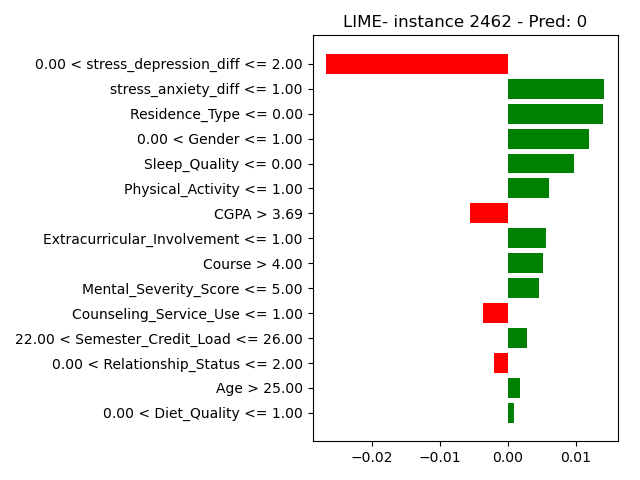 LIME- instance 2462 - Pred: 0
0.00 < stress_depression_diff <= 2.00
stress_anxiety_diff <= 1.00
Residence_Type <= 0.00
0.00 < Gender <= 1.00
Sleep_Quality <= 0.00
Physical_Activity <= 1.00
CGPA > 3.69
Extracurricular_Involvement <= 1.00
Course > 4.00
Mental_Severity_Score <= 5.00
Counseling_Service_Use <= 1.00
22.00 < Semester_Credit_Load <= 26.00
0.00 < Relationship_Status <= 2.00
Age > 25.00
0.00 < Diet_Quality <= 1.00
−0.02 −0.01 0.00 0.01